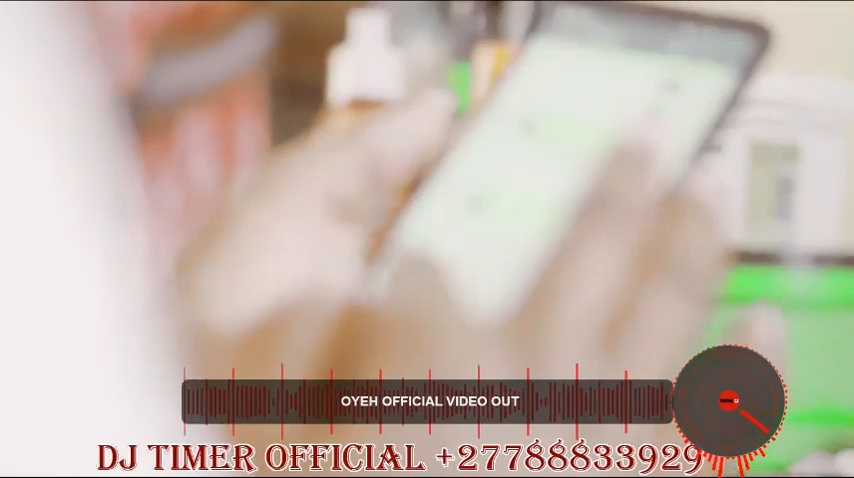 OYEH OFFICIAL VIDEO OUT
DJ TIMER OFFICIAL +27788833929